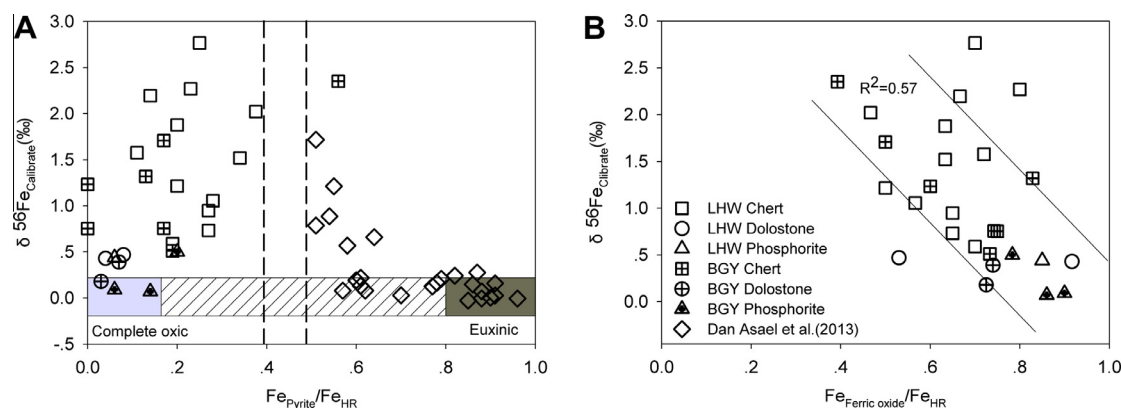 A
3.0
2.5
2.0
1.5
1.0
0.5
0.0
-.5
δ 56FeCalibrate(‰)
Complete oxic
Euxinic
0.0 .2 .4 .6 .8 1.0
FePyrite/FeHR
B
3.0
2.5
2.0
1.5
1.0
.5
0.0
δ 56FeClibrate(‰)
R2=0.57
LHW Chert
LHW Dolostone
LHW Phosphorite
BGY Chert
BGY Dolostone
BGY Phosphorite
Dan Asael et al.(2013)
0.0 .2 .4 .6 .8 1.0
FeFerric oxide/FeHR